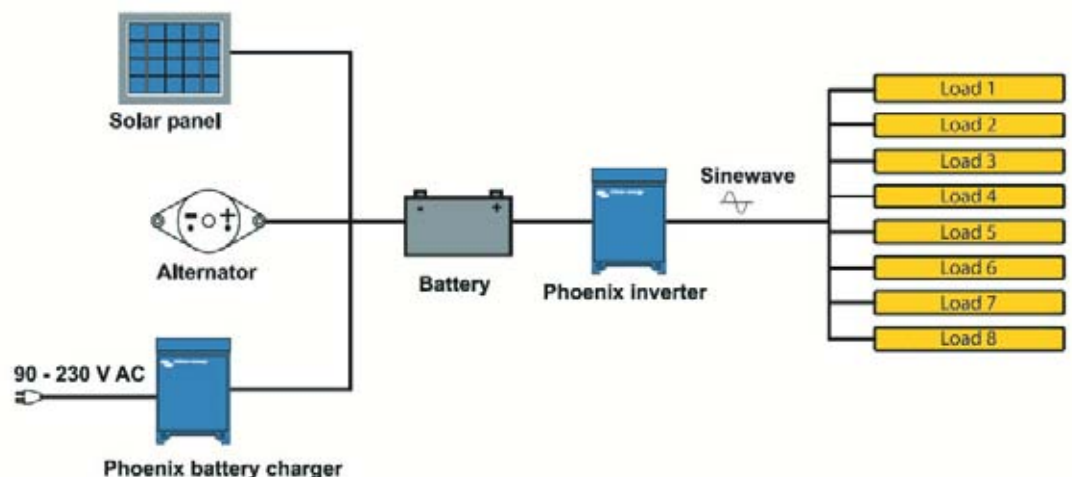 Solar panel
Alternator
90 - 230 V AC
Phoenix battery charger
Battery
Phoenix inverter
Sinewave
Load 1
Load 2
Load 3
Load 4
Load 5
Load 6
Load 7
Load 8